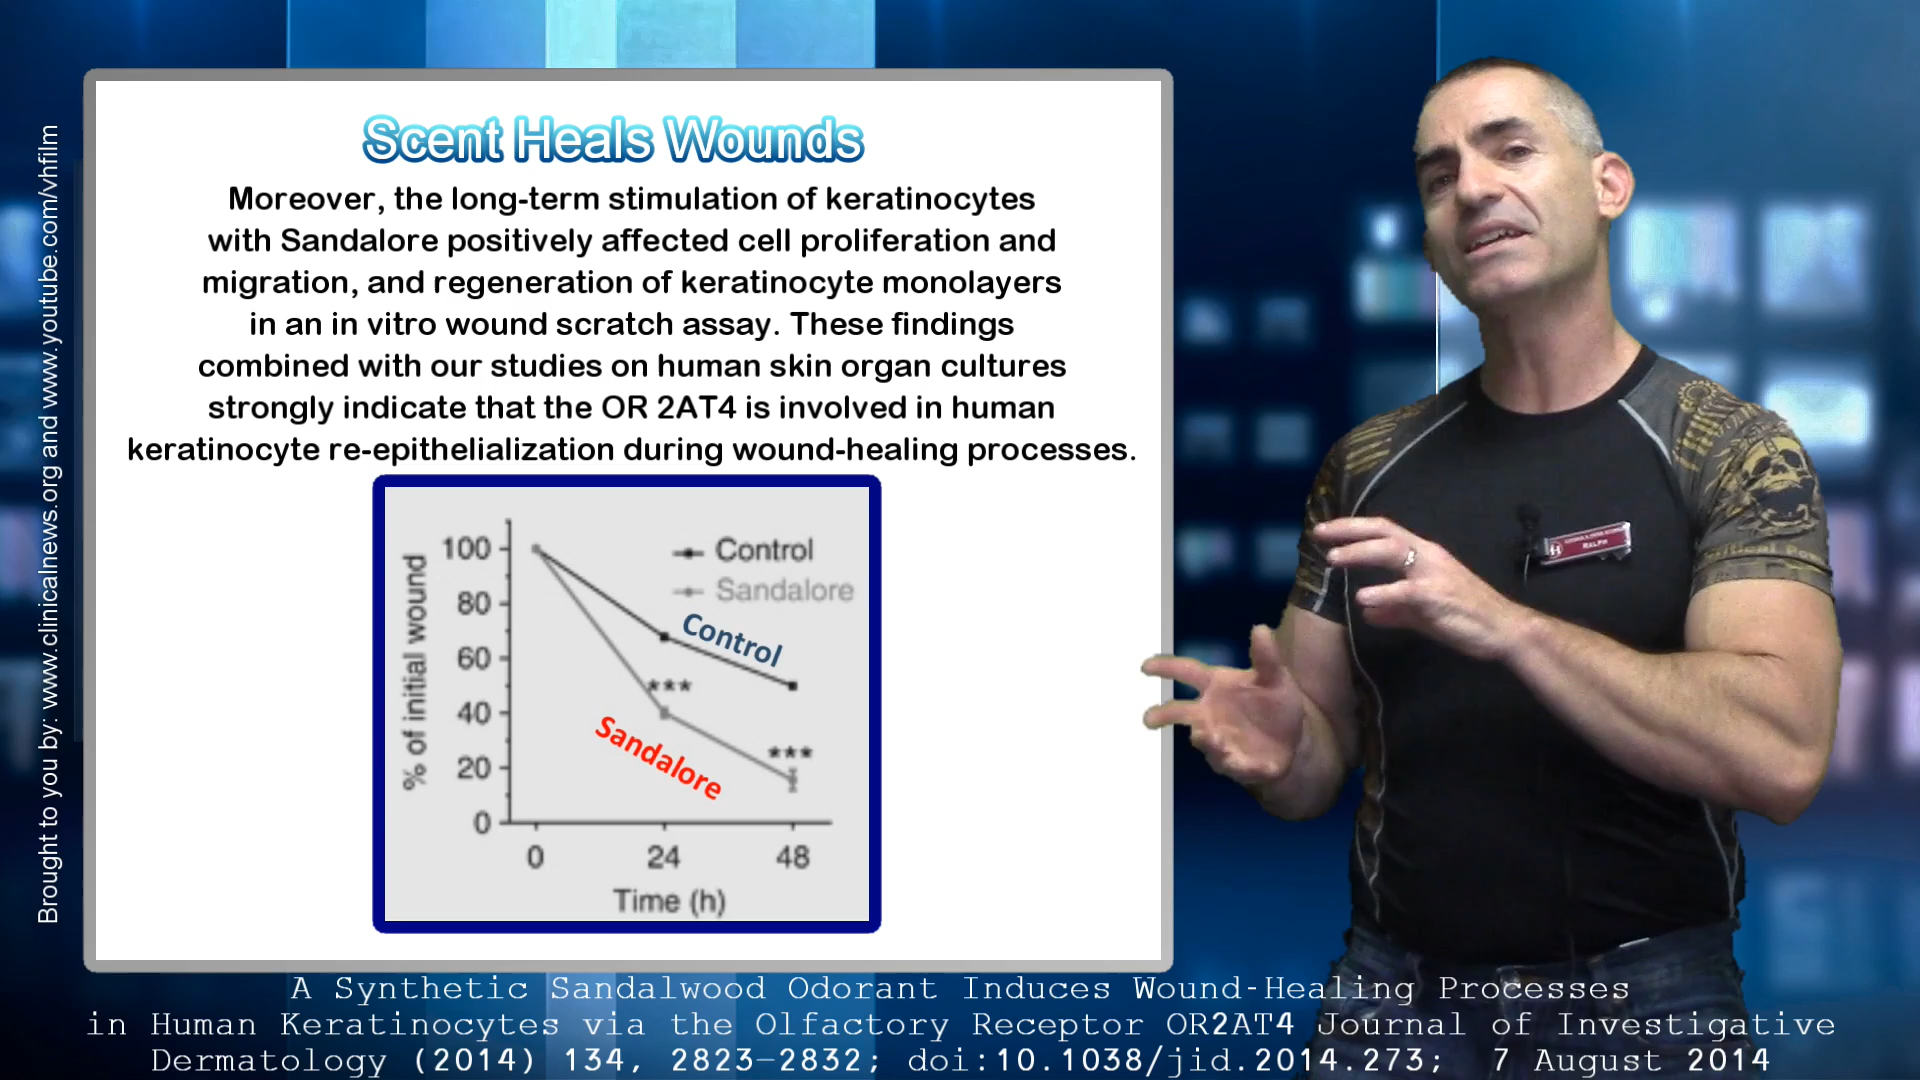 Scent Heals Wounds
Moreover, the long-term stimulation of keratinocytes
with Sandalore positively affected cell proliferation and
migration, and regeneration of keratinocyte monolayers
in an in vitro wound scratch assay. These findings
combined with our studies on human skin organ cultures
strongly indicate that the OR 2AT4 is involved in human
keratinocyte re-epithelialization during wound-healing processes.
% of initial wound
100
80
60
40
20
0
Control
Sandalore
Control
***
Sandalore
***
0 24 48
Time (h)
Brought to you by: www.clinicalnews.org and www.youtube.com/vhfilm
H
RALPH
A Synthetic Sandalwood Odorant Induces Wound-Healing Processes
in Human Keratinocytes via the Olfactory Receptor OR2AT4 Journal of Investigative
Dermatology (2014) 134, 2823–2832; doi:10.1038/jid.2014.273; 7 August 2014